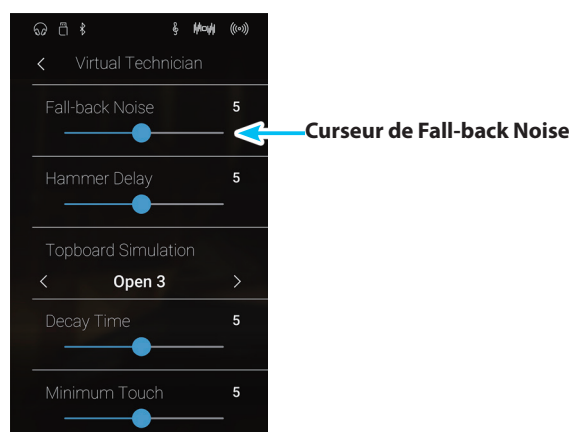 Virtual Technician
Fall-back Noise 5
Curseur de Fall-back Noise
Hammer Delay 5
Topboard Simulation
< Open 3 >
Decay Time 5
Minimum Touch 5